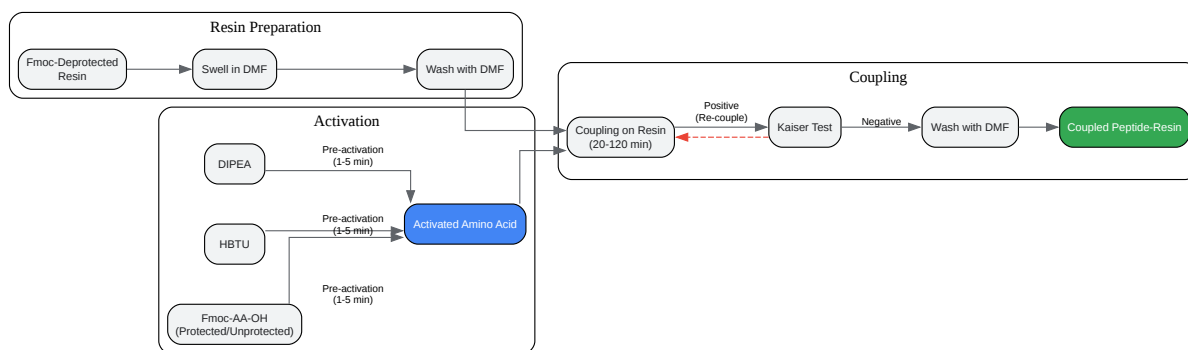 Resin Preparation
Fmoc-Deprotected
Resin
Swell in DMF
Wash with DMF
Activation
DIPEA
Pre-activation
(1-5 min)
HBTU
Pre-activation
(1-5 min)
Activated Amino Acid
Fmoc-AA-OH
(Protected/Unprotected)
Pre-activation
(1-5 min)
Coupling
Coupling on Resin
(20-120 min)
Positive
(Re-couple)
Kaiser Test
Negative
Wash with DMF
Coupled Peptide-Resin